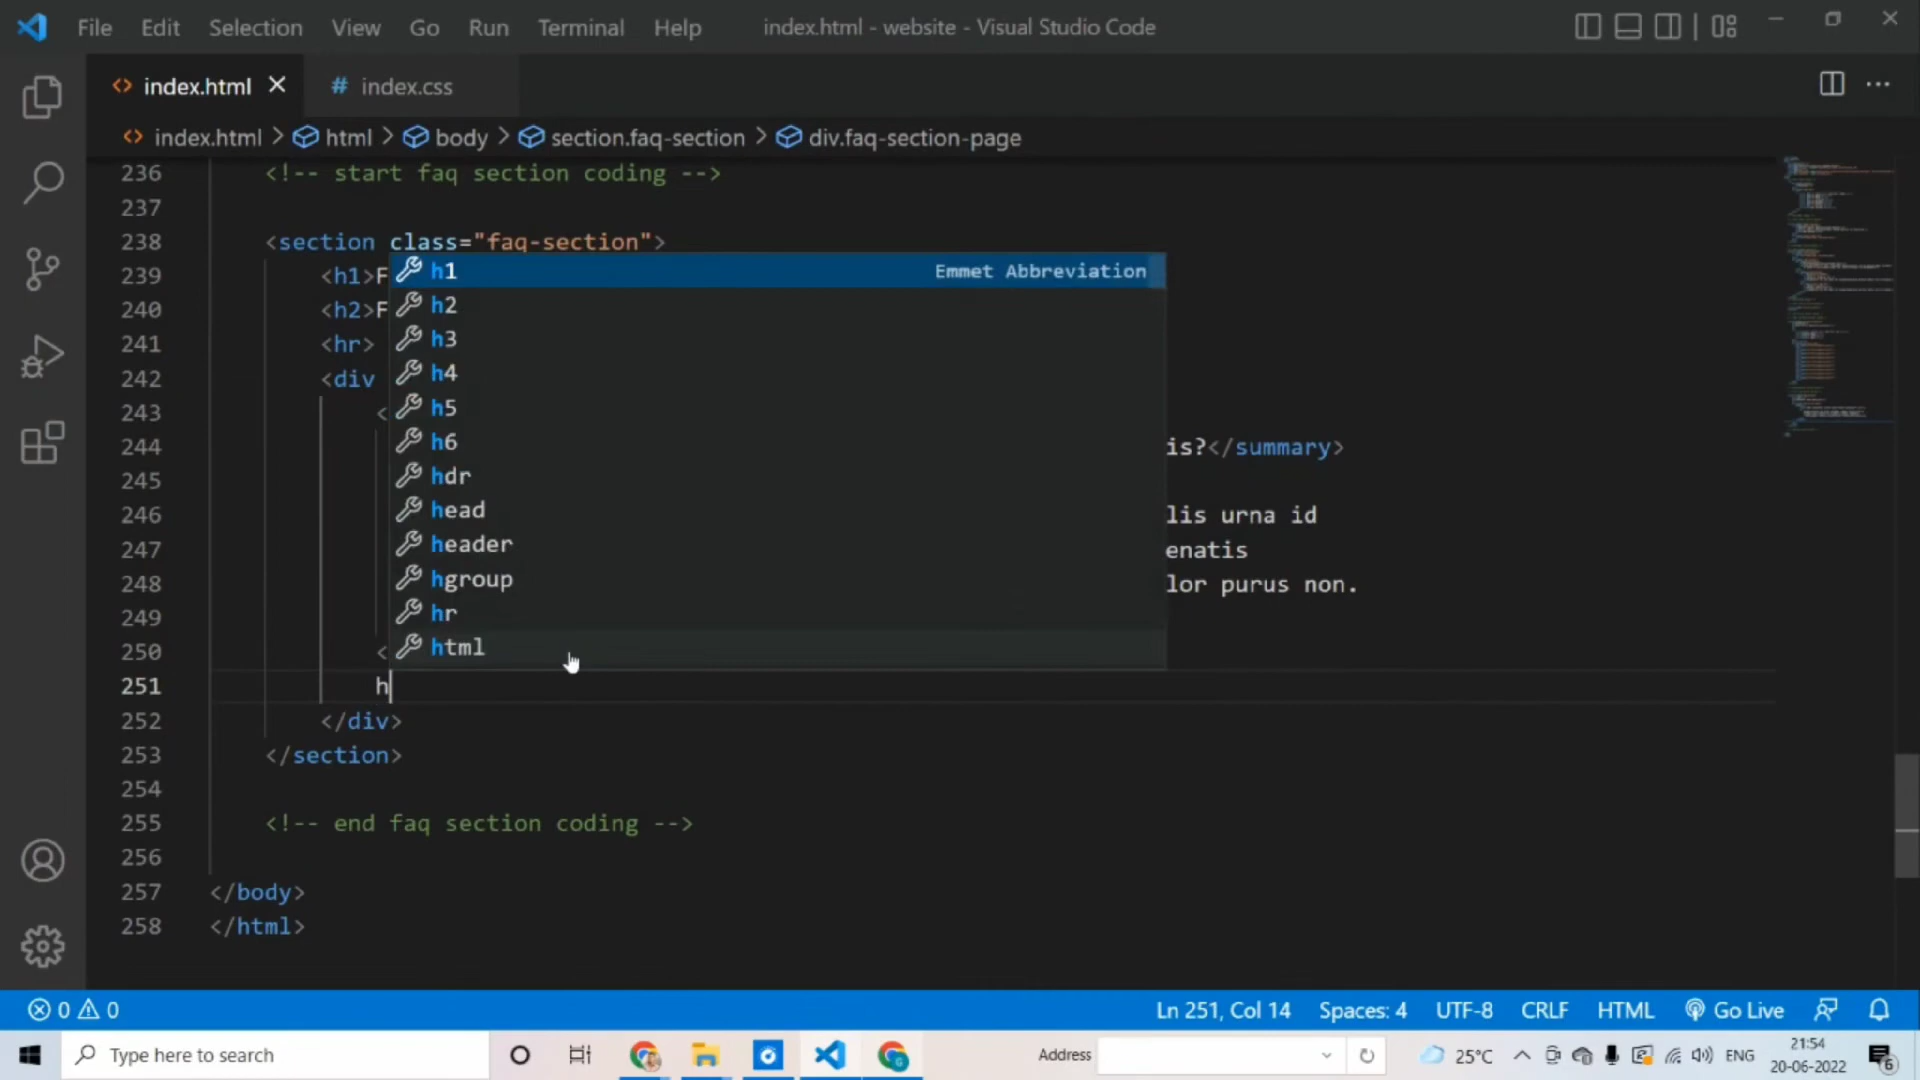 File Edit Selection View Go Run Terminal Help index.html - website - Visual Studio Code
index.html # index.css
index.html > html > body > section.faq-section > div.faq-section-page
236 <!-- start faq section coding -->
237
238 <section class="faq-section">
239 <h1>F
240 <h2>F
241 <hr>
242 <div
243 <
244 is?</summary>
245
246 lis urna id
247 enatis
248 lor purus non.
249
250 <
h1 Emmet Abbreviation
h2
h3
h4
h5
h6
hdr
head
header
hgroup
hr
html
251 h
252 </div>
253 </section>
254
255 <!-- end faq section coding -->
256
257 </body>
258 </html>
0 0 Ln 251, Col 14 Spaces: 4 UTF-8 CRLF HTML Go Live
Type here to search Address 25°C ENG 21:54
20-06-2022 6